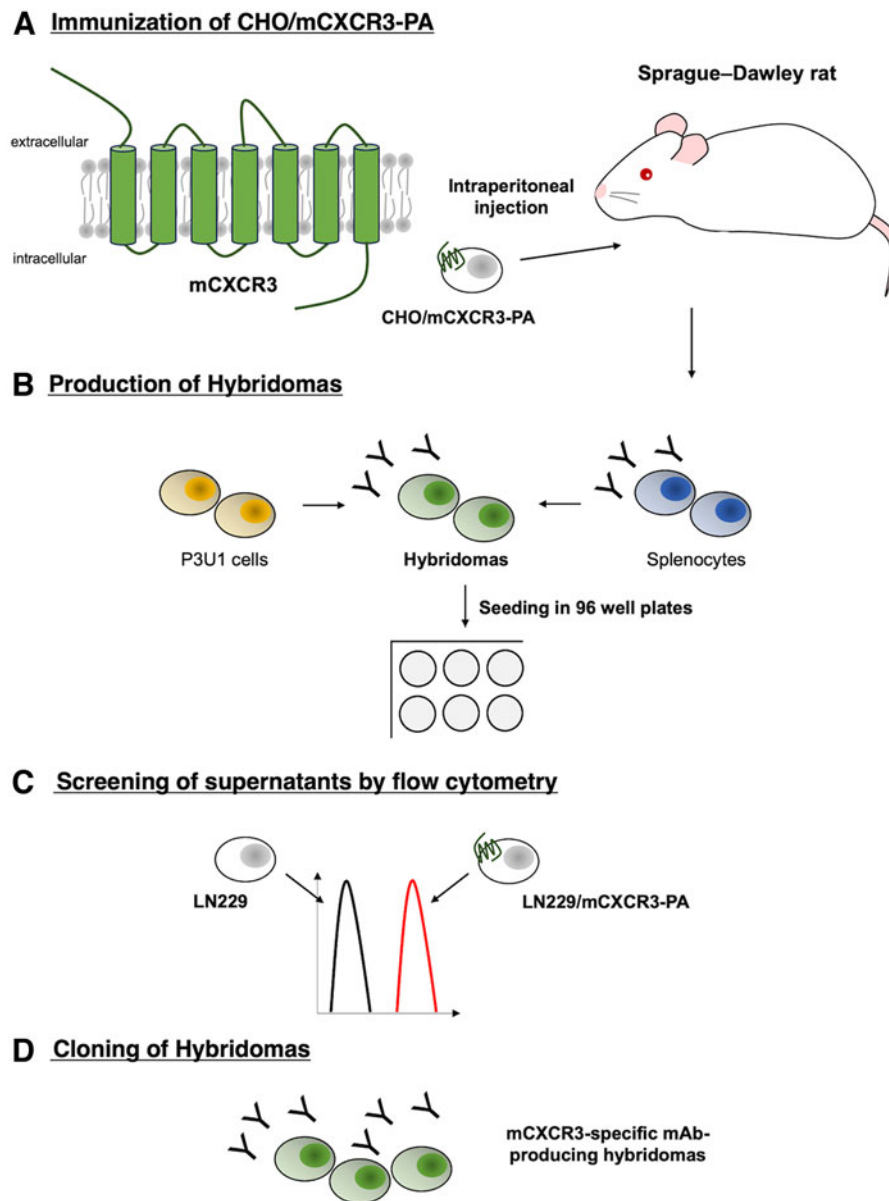 A Immunization of CHO/mCXCR3-PA
Sprague–Dawley rat
extracellular
Intraperitoneal
injection
intracellular
mCXCR3
CHO/mCXCR3-PA
B Production of Hybridomas
P3U1 cells
Hybridomas
Splenocytes
Seeding in 96 well plates
C Screening of supernatants by flow cytometry
LN229
LN229/mCXCR3-PA
D Cloning of Hybridomas
mCXCR3-specific mAb-
producing hybridomas